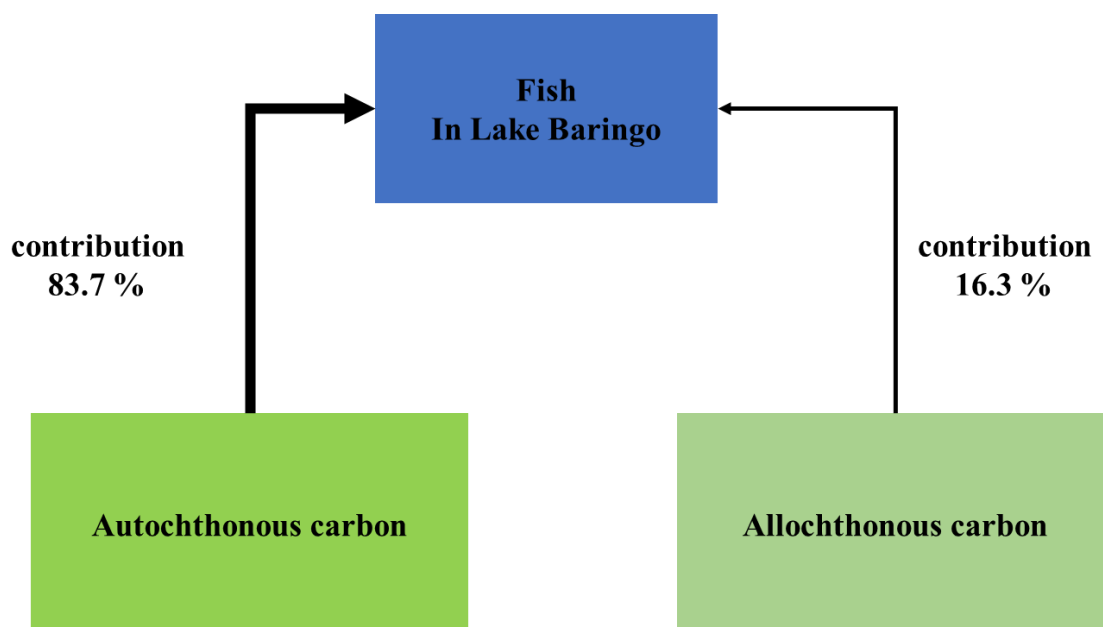 Fish
In Lake Baringo
contribution
83.7 %
contribution
16.3 %
Autochthonous carbon
Allochthonous carbon